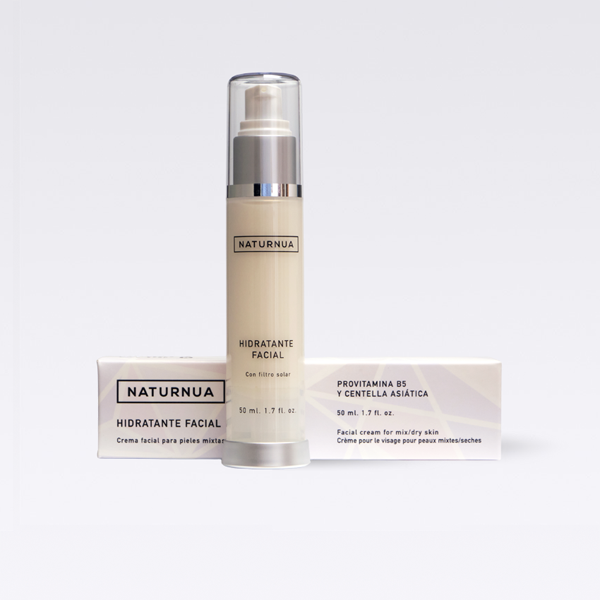 NATURNUA
HIDRATANTE
FACIAL
Con filtro solar
50 ml. 1.7 fl. oz.
NATURNUA
HIDRATANTE FACIAL
Crema facial para pieles mixtas
PROVITAMINA B5
Y CENTELLA ASIÁTICA
50 ml. 1.7 fl. oz.
Facial cream for mix/dry skin
Crème pour le visage pour peaux mixtes/seches